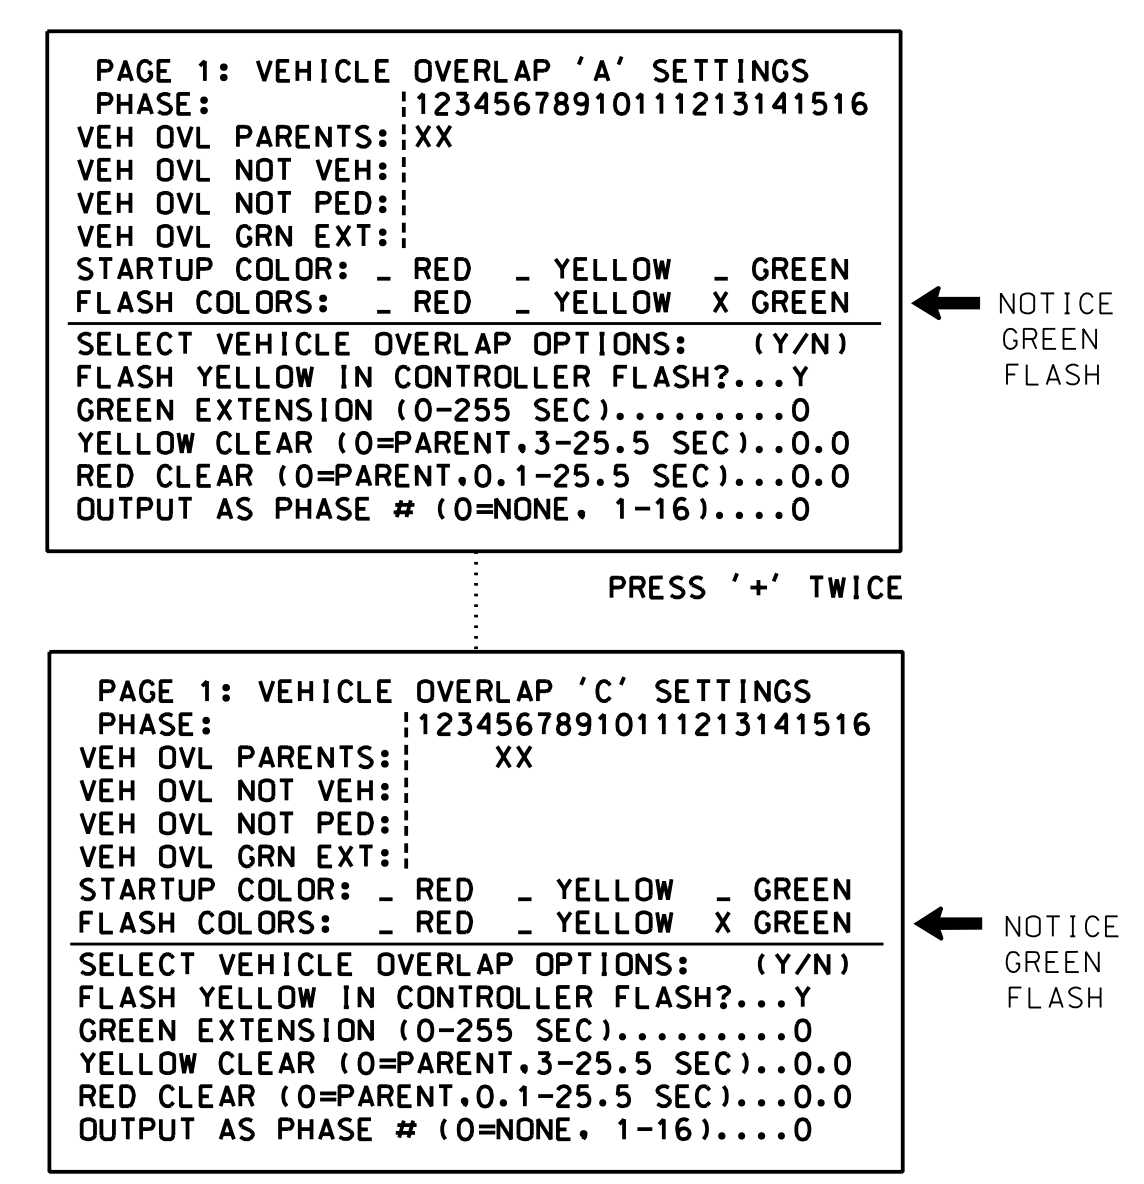 PAGE 1: VEHICLE OVERLAP 'A' SETTINGS
PHASE: ¦12345678910111213141516
VEH OVL PARENTS:¦XX
VEH OVL NOT VEH:¦
VEH OVL NOT PED:¦
VEH OVL GRN EXT:¦
STARTUP COLOR: _ RED _ YELLOW _ GREEN
FLASH COLORS: _ RED _ YELLOW X GREEN
NOTICE
GREEN
FLASH
SELECT VEHICLE OVERLAP OPTIONS: (Y/N)
FLASH YELLOW IN CONTROLLER FLASH?...Y
GREEN EXTENSION (0-255 SEC).........0
YELLOW CLEAR (0=PARENT,3-25.5 SEC)..0.0
RED CLEAR (0=PARENT,0.1-25.5 SEC)...0.0
OUTPUT AS PHASE # (0=NONE, 1-16)....0
PRESS '+' TWICE
PAGE 1: VEHICLE OVERLAP 'C' SETTINGS
PHASE: ¦12345678910111213141516
VEH OVL PARENTS:¦    XX
VEH OVL NOT VEH:¦
VEH OVL NOT PED:¦
VEH OVL GRN EXT:¦
STARTUP COLOR: _ RED _ YELLOW _ GREEN
FLASH COLORS: _ RED _ YELLOW X GREEN
NOTICE
GREEN
FLASH
SELECT VEHICLE OVERLAP OPTIONS: (Y/N)
FLASH YELLOW IN CONTROLLER FLASH?...Y
GREEN EXTENSION (0-255 SEC).........0
YELLOW CLEAR (0=PARENT,3-25.5 SEC)..0.0
RED CLEAR (0=PARENT,0.1-25.5 SEC)...0.0
OUTPUT AS PHASE # (0=NONE, 1-16)....0